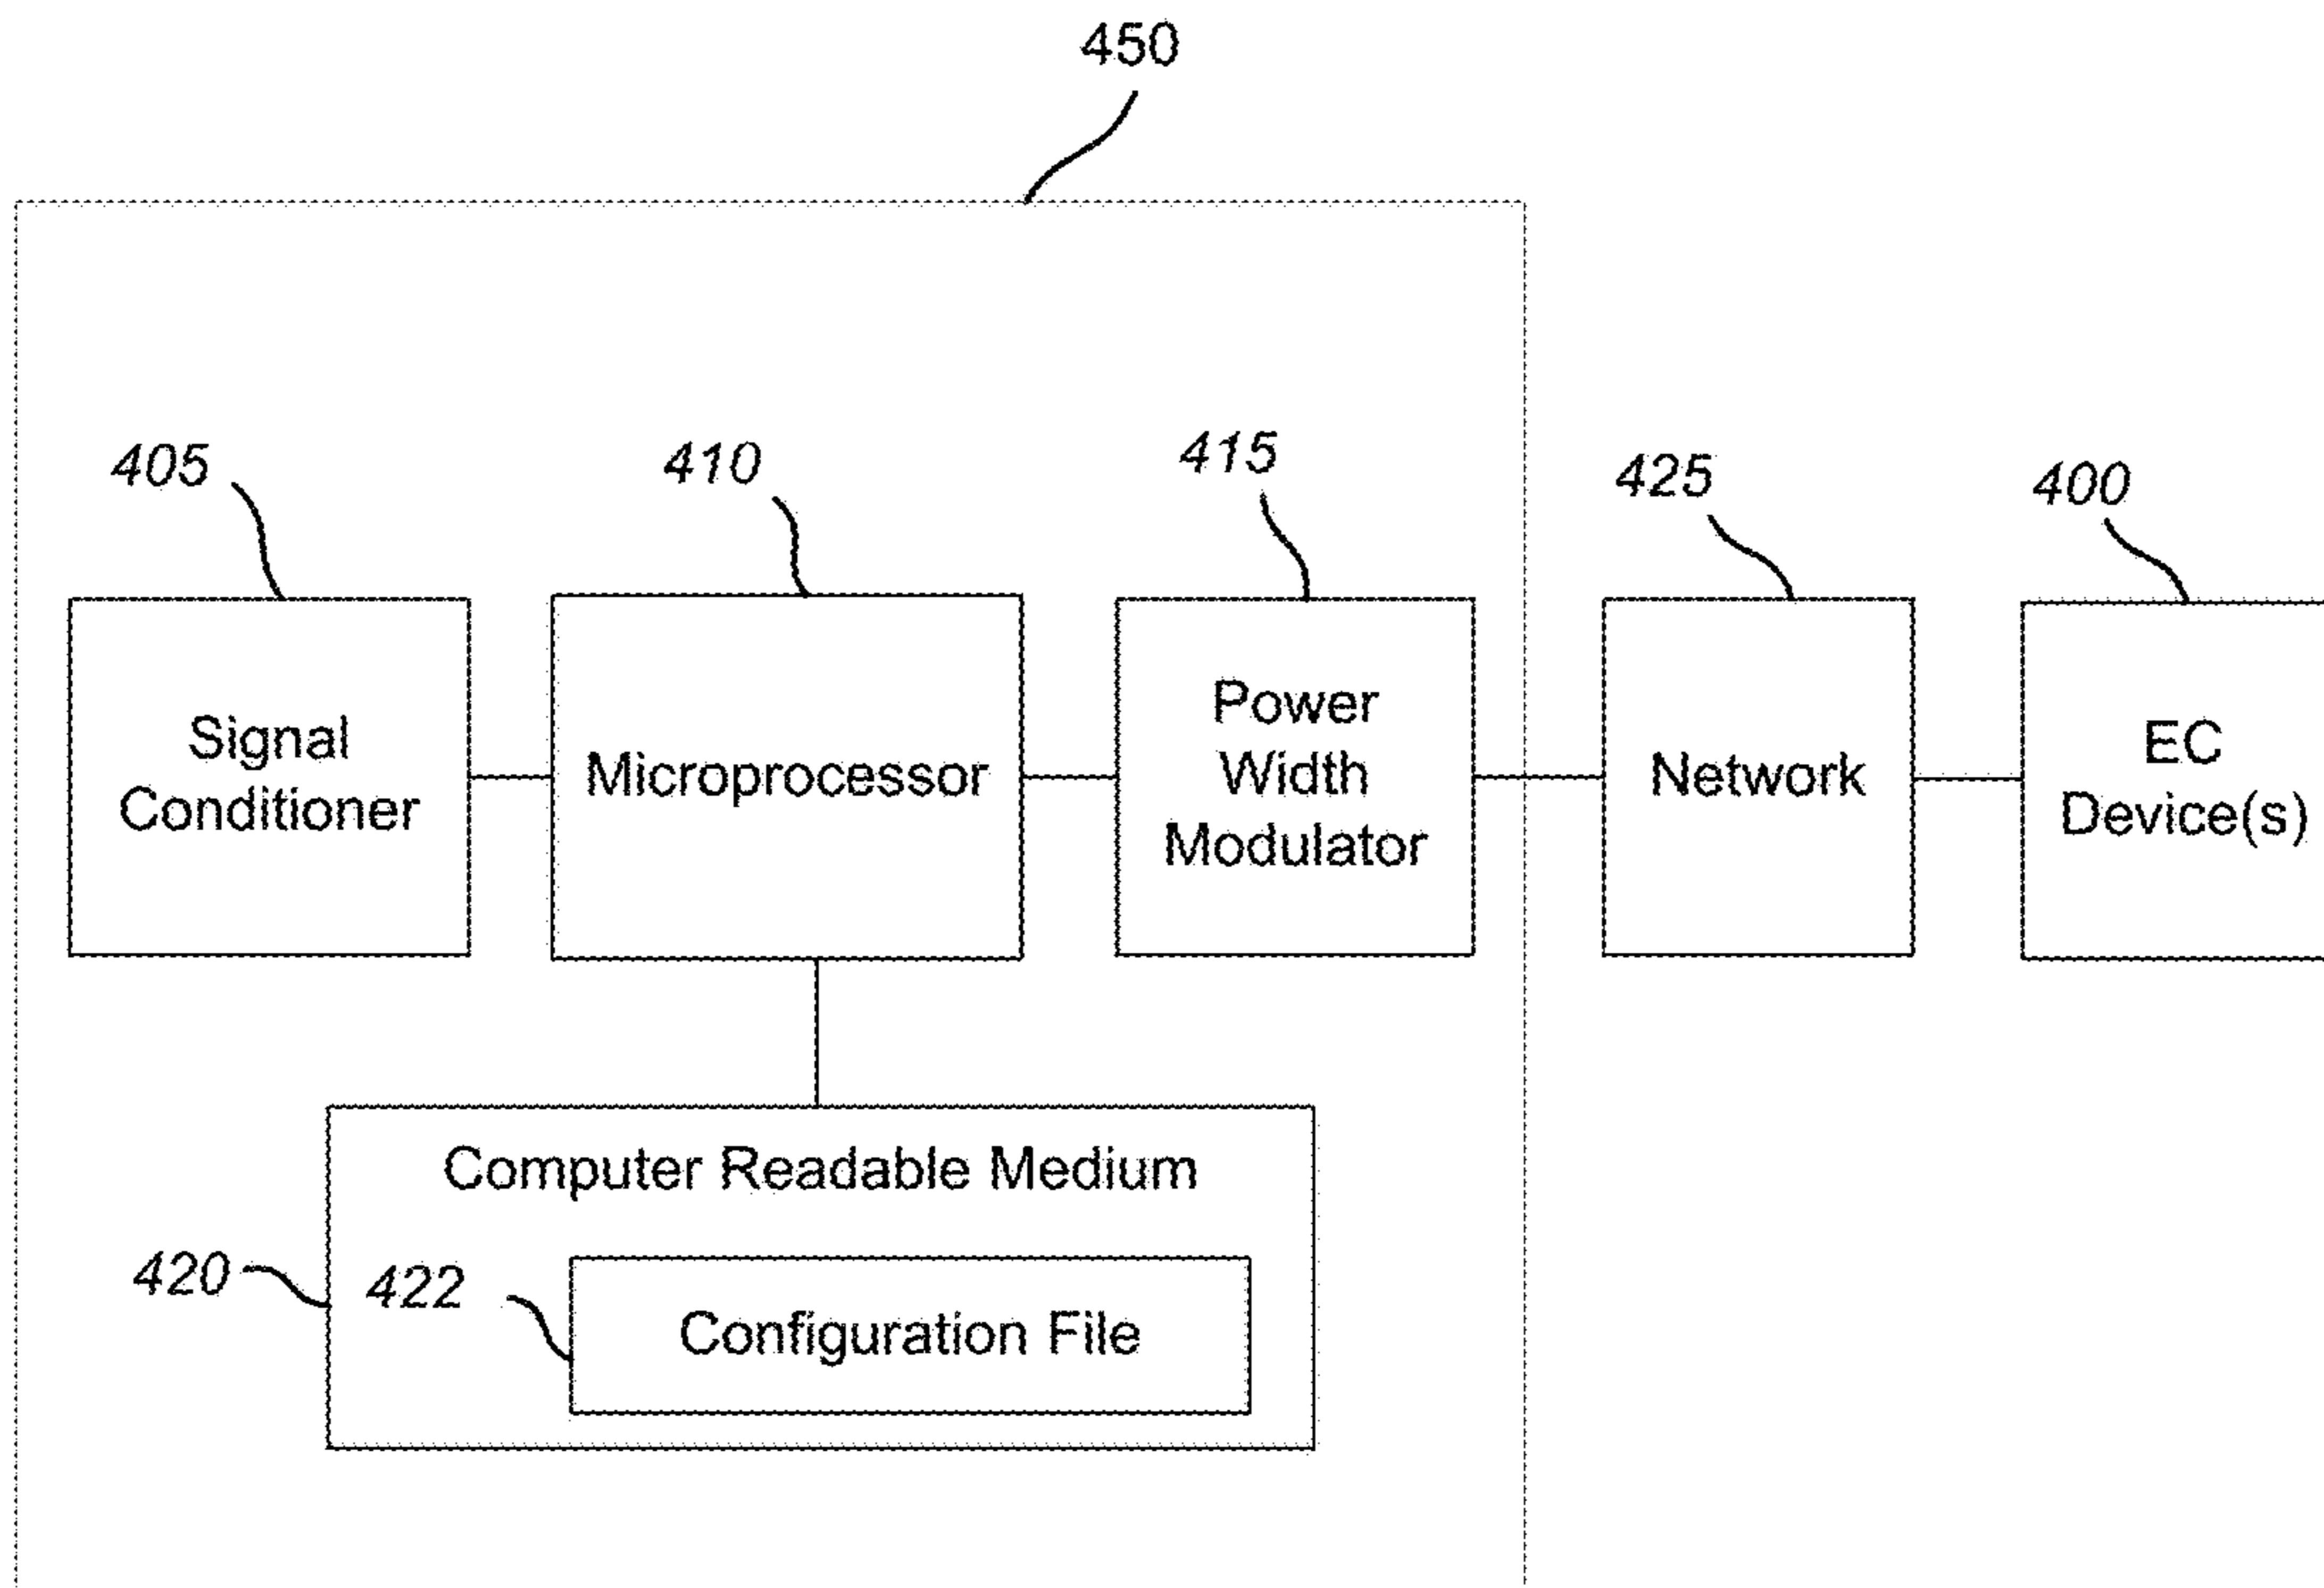 450
405
410
415
425
400
Signal
Conditioner
Microprocessor
Power
Width
Modulator
Network
EC
Device(s)
Computer Readable Medium
420
422
Configuration File